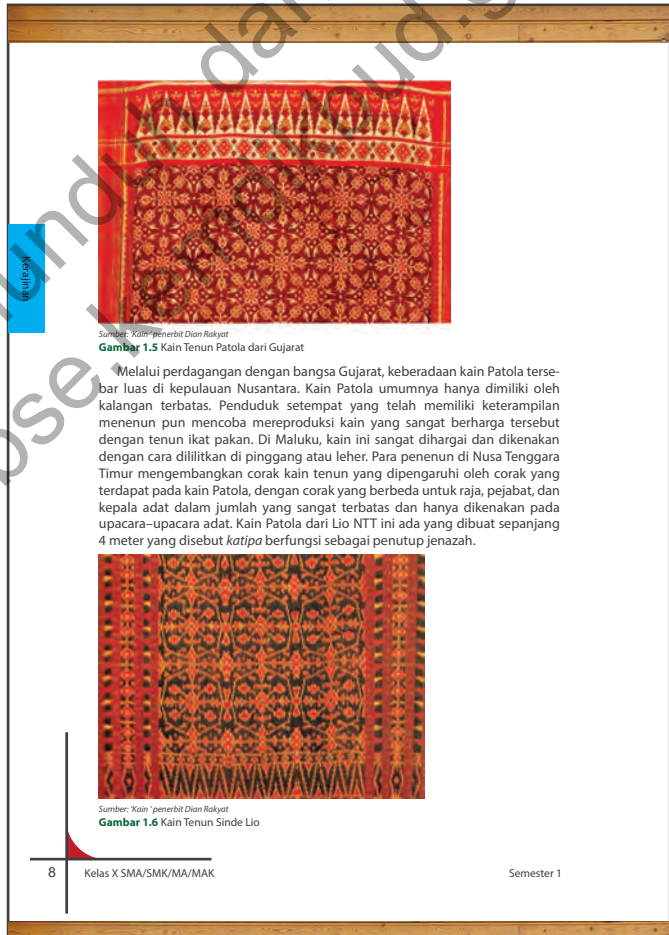 Kerajinan
Sumber: 'Kain ' penerbit Dian Rakyat
Gambar 1.5 Kain Tenun Patola dari Gujarat
Melalui perdagangan dengan bangsa Gujarat, keberadaan kain Patola terse-
bar luas di kepulauan Nusantara. Kain Patola umumnya hanya dimiliki oleh
kalangan terbatas. Penduduk setempat yang telah memiliki keterampilan
menenun pun mencoba mereproduksi kain yang sangat berharga tersebut
dengan tenun ikat pakan. Di Maluku, kain ini sangat dihargai dan dikenakan
dengan cara dililitkan di pinggang atau leher. Para penenun di Nusa Tenggara
Timur mengembangkan corak kain tenun yang dipengaruhi oleh corak yang
terdapat pada kain Patola, dengan corak yang berbeda untuk raja, pejabat, dan
kepala adat dalam jumlah yang sangat terbatas dan hanya dikenakan pada
upacara–upacara adat. Kain Patola dari Lio NTT ini ada yang dibuat sepanjang
4 meter yang disebut katipa berfungsi sebagai penutup jenazah.
Sumber: 'Kain ' penerbit Dian Rakyat
Gambar 1.6 Kain Tenun Sinde Lio
8 Kelas X SMA/SMK/MA/MAK Semester 1